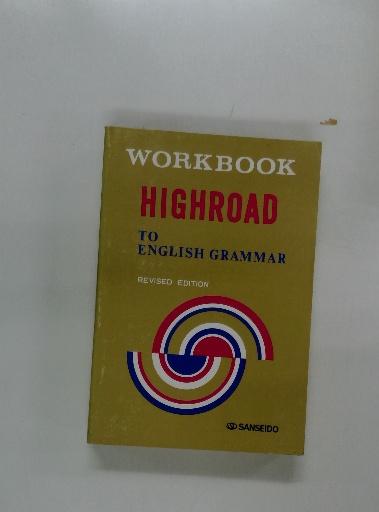 WORKBOOK
HIGHROAD
TO
ENGLISH GRAMMAR
REVISED EDITION
SANSEIDO